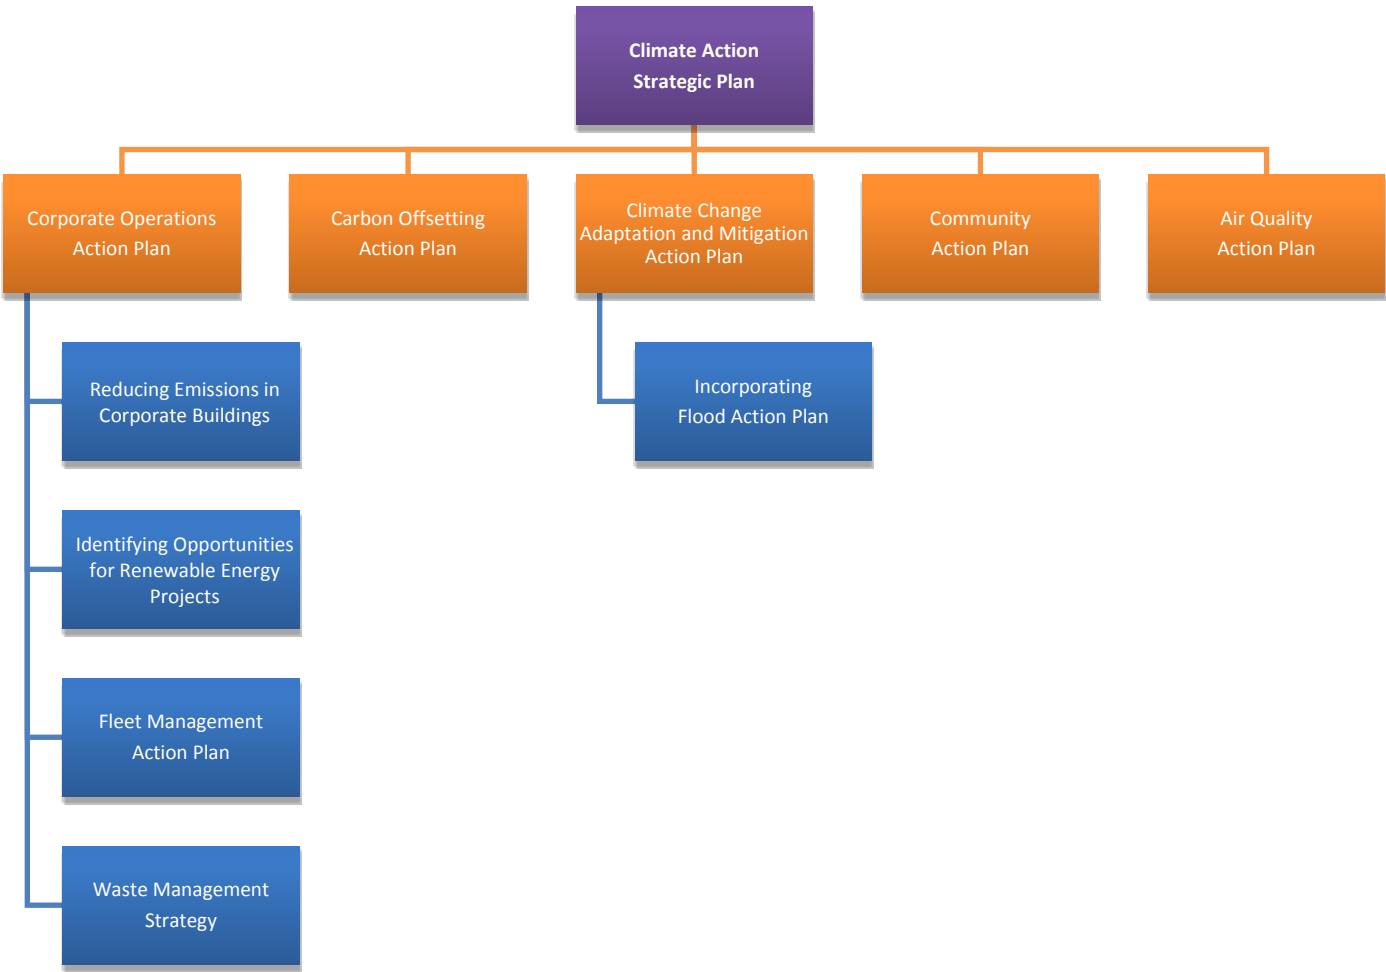 Climate Action
Strategic Plan
Corporate Operations
Action Plan
Carbon Offsetting
Action Plan
Climate Change
Adaptation and Mitigation
Action Plan
Community
Action Plan
Air Quality
Action Plan
Reducing Emissions in
Corporate Buildings
Incorporating
Flood Action Plan
Identifying Opportunities
for Renewable Energy
Projects
Fleet Management
Action Plan
Waste Management
Strategy